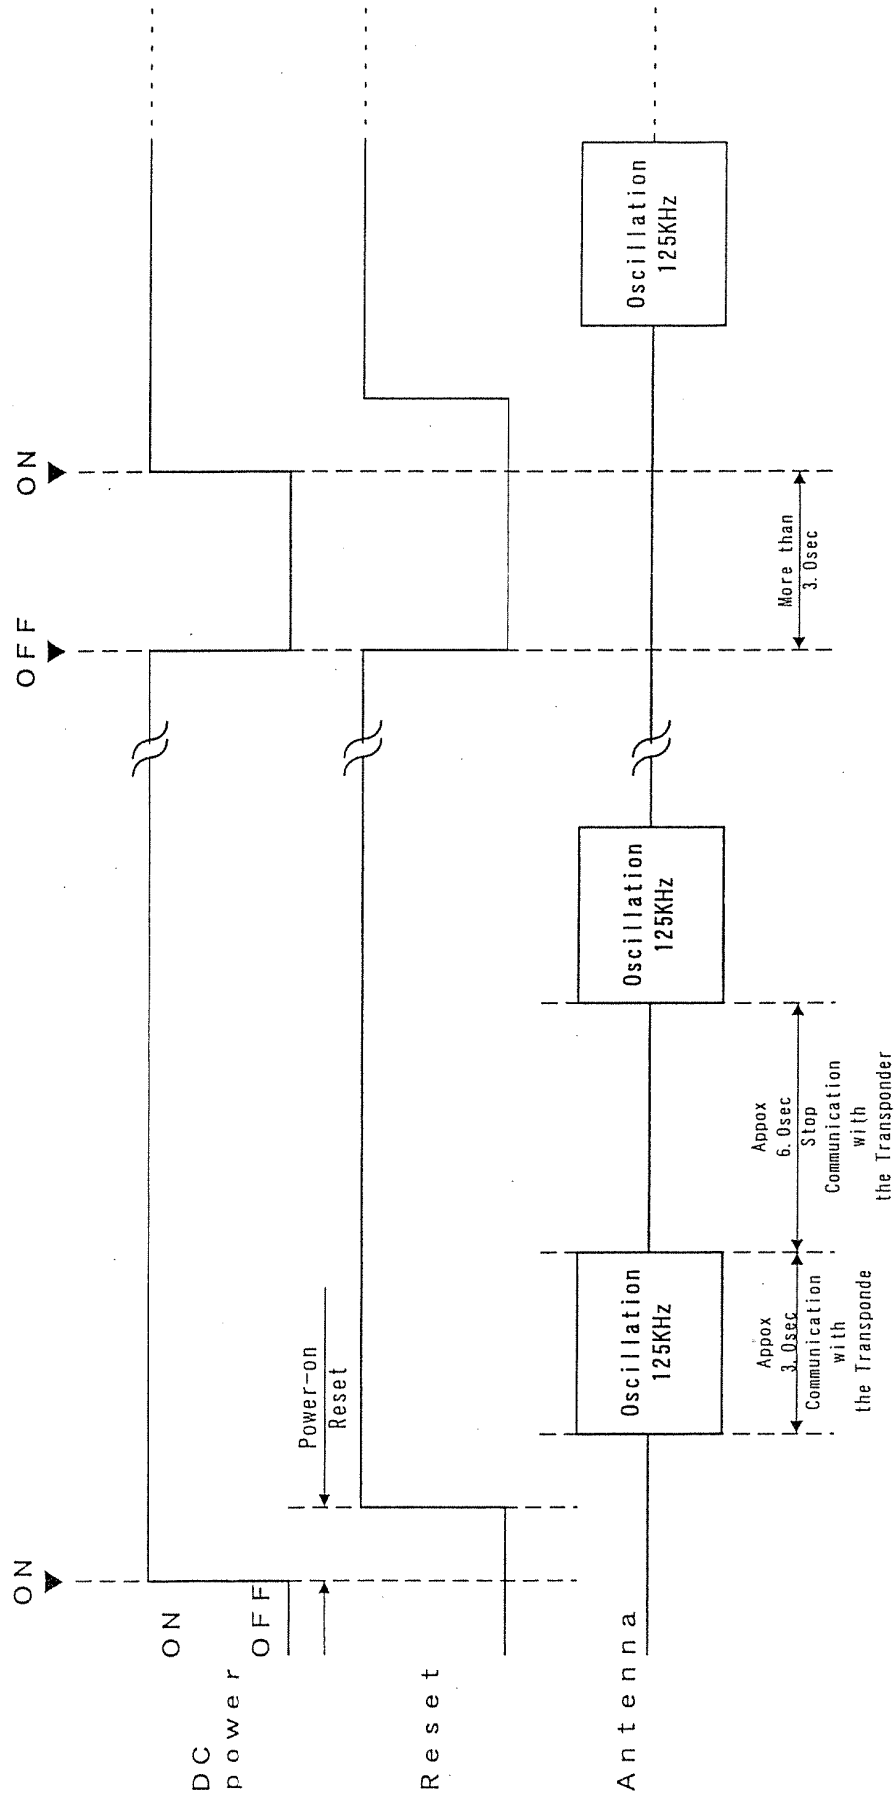 ON
OFF
ON
DC
power
ON
OFF
Power-on
Reset
Reset
Antenna
Oscillation
125KHz
Oscillation
125KHz
Oscillation
125KHz
Appox
3.0sec
Communication
with
the Transponde
Appox
6.0sec
Stop
Communication
with
the Transponder
More than
3.0sec